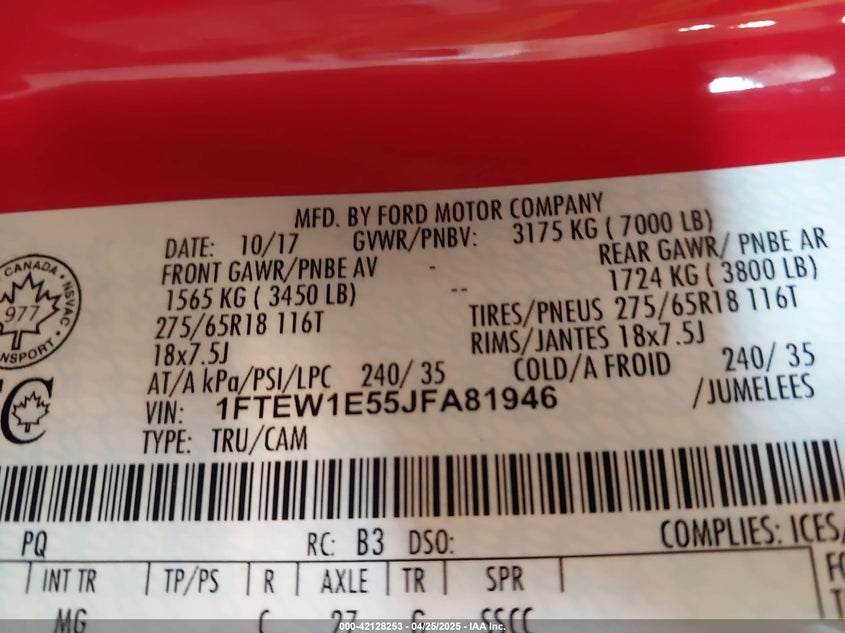 MFD. BY FORD MOTOR COMPANY
DATE: 10/17 GVWR/PNBV: 3175 KG ( 7000 LB)
FRONT GAWR/PNBE AV - REAR GAWR/ PNBE AR
1565 KG ( 3450 LB) -- 1724 KG ( 3800 LB)
275/65R18 116T TIRES/PNEUS 275/65R18 116T
18x7.5J RIMS/JANTES 18x7.5J
AT/A kPa/PSI/LPC 240/ 35 COLD/A FROID 240/ 35
VIN: 1FTEW1E55JFA81946 /JUMELEES
TYPE: TRU/CAM
CANADA
NSVAC
977
TRANSPORT
PQ RC: B3 DSO: COMPLIES: ICES/
INT TR TP/PS R AXLE TR SPR
MG C 27 G
000-42128253 - 04/25/2025 - IAA Inc.